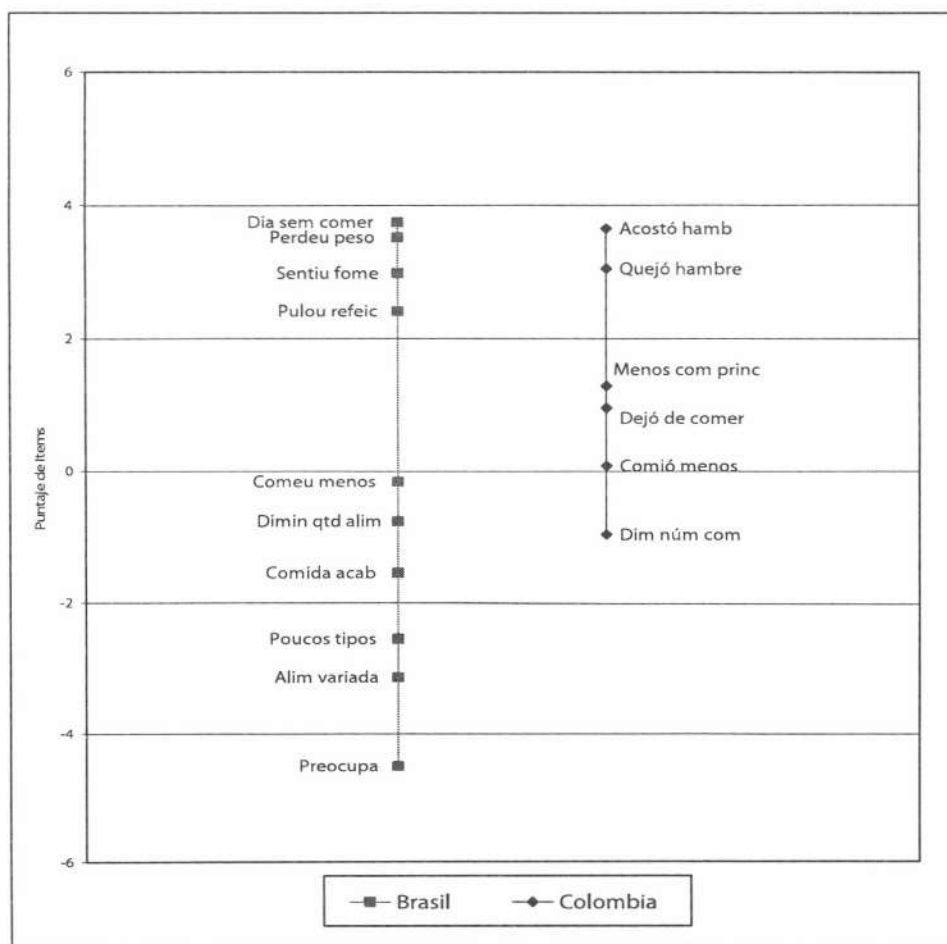 6
4
2
0
-2
-4
-6
Puntaje de Items
Dia sem comer
Perdeu peso
Sentiu fome
Pulou refeic
Comeu menos
Dimin qtd alim
Comida acab
Poucos tipos
Alim variada
Preocupa
Acostó hamb
Quejó hambre
Menos com princ
Dejó de comer
Comió menos
Dim núm com
Brasil
Colombia